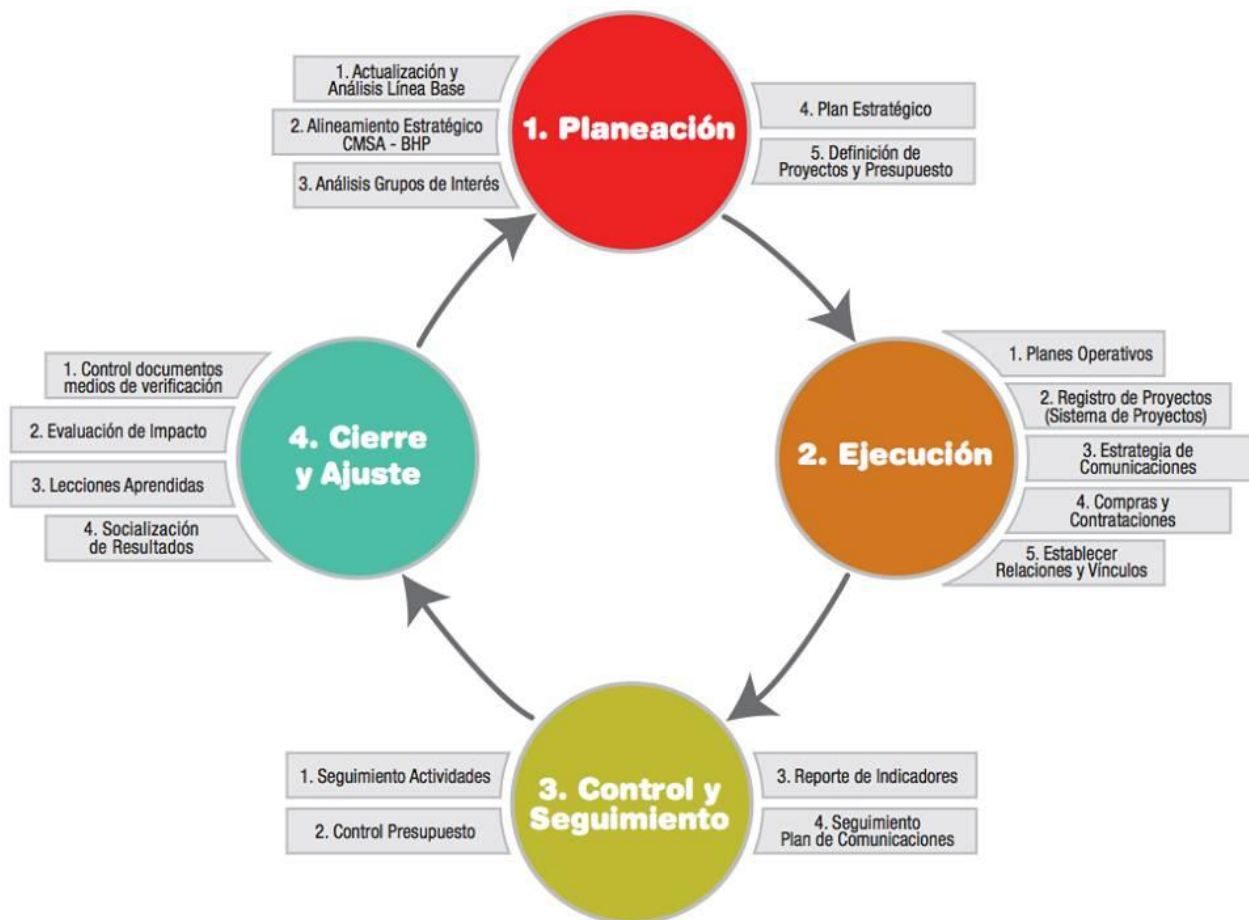 1. Planeación
1. Actualización y
Análisis Línea Base
2. Alineamiento Estratégico
CMSA - BHP
3. Análisis Grupos de Interés
4. Plan Estratégico
5. Definición de
Proyectos y Presupuesto
2. Ejecución
1. Planes Operativos
2. Registro de Proyectos
(Sistema de Proyectos)
3. Estrategia de
Comunicaciones
4. Compras y
Contrataciones
5. Establecer
Relaciones y Vínculos
3. Control y
Seguimiento
1. Seguimiento Actividades
2. Control Presupuesto
3. Reporte de Indicadores
4. Seguimiento
Plan de Comunicaciones
4. Cierre
y Ajuste
1. Control documentos
medios de verificación
2. Evaluación de Impacto
3. Lecciones Aprendidas
4. Socialización
de Resultados